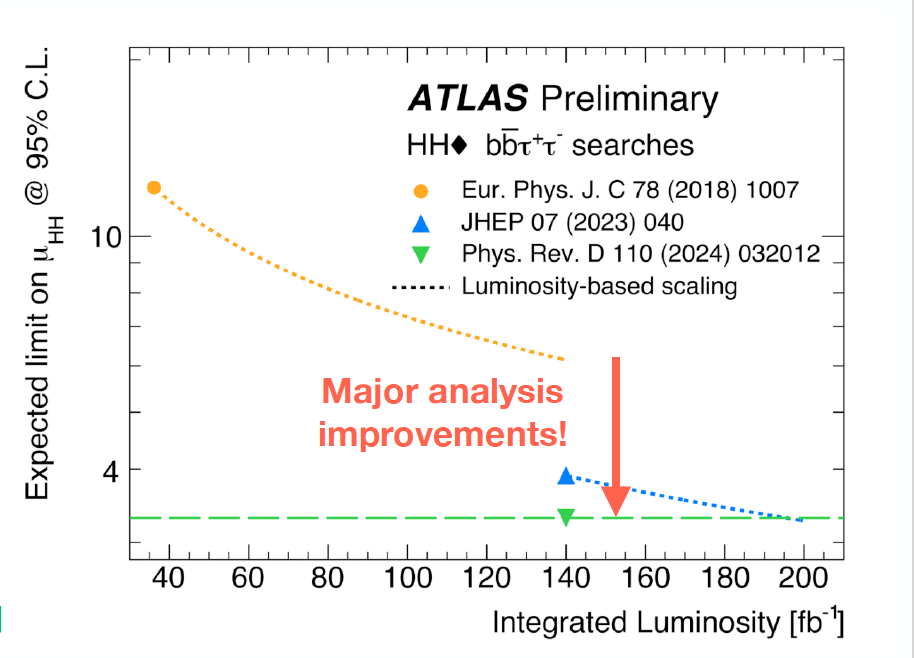 Expected limit on μHH @ 95% C.L.
10
4
ATLAS Preliminary
HH♦ bb̅τ⁺τ⁻ searches
Eur. Phys. J. C 78 (2018) 1007
JHEP 07 (2023) 040
Phys. Rev. D 110 (2024) 032012
Luminosity-based scaling
Major analysis
improvements!
40 60 80 100 120 140 160 180 200
Integrated Luminosity [fb⁻¹]